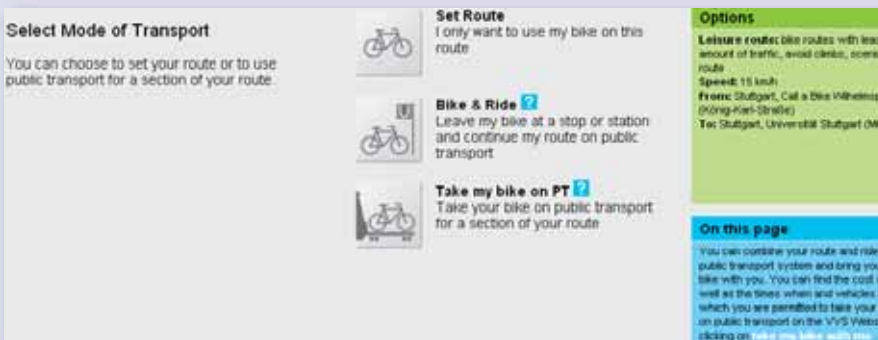 Select Mode of Transport
You can choose to set your route or to use
public transport for a section of your route.
Set Route
I only want to use my bike on this
route
Bike & Ride ?
Leave my bike at a stop or station
and continue my route on public
transport
Take my bike on PT ?
Take your bike on public transport
for a section of your route
Options
Leisure route: bike routes with
amount of traffic, avoid climbs,
route
Speed: 15 km/h
From: Stuttgart, Call a Bike
(König-Karl-Straße)
To: Stuttgart, Universität Stuttgart
On this page
You can combine your route and
public transport system and bring
bike with you. You can find the cost
well as the times when and vehicles
which you are permitted to take your
on public transport on the VVS
clicking on take my bike with me